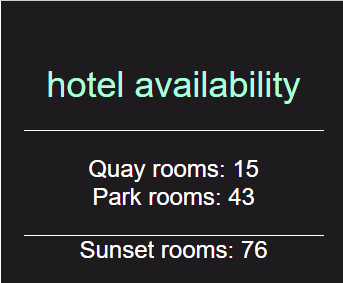 hotel availability
Quay rooms: 15
Park rooms: 43
Sunset rooms: 76